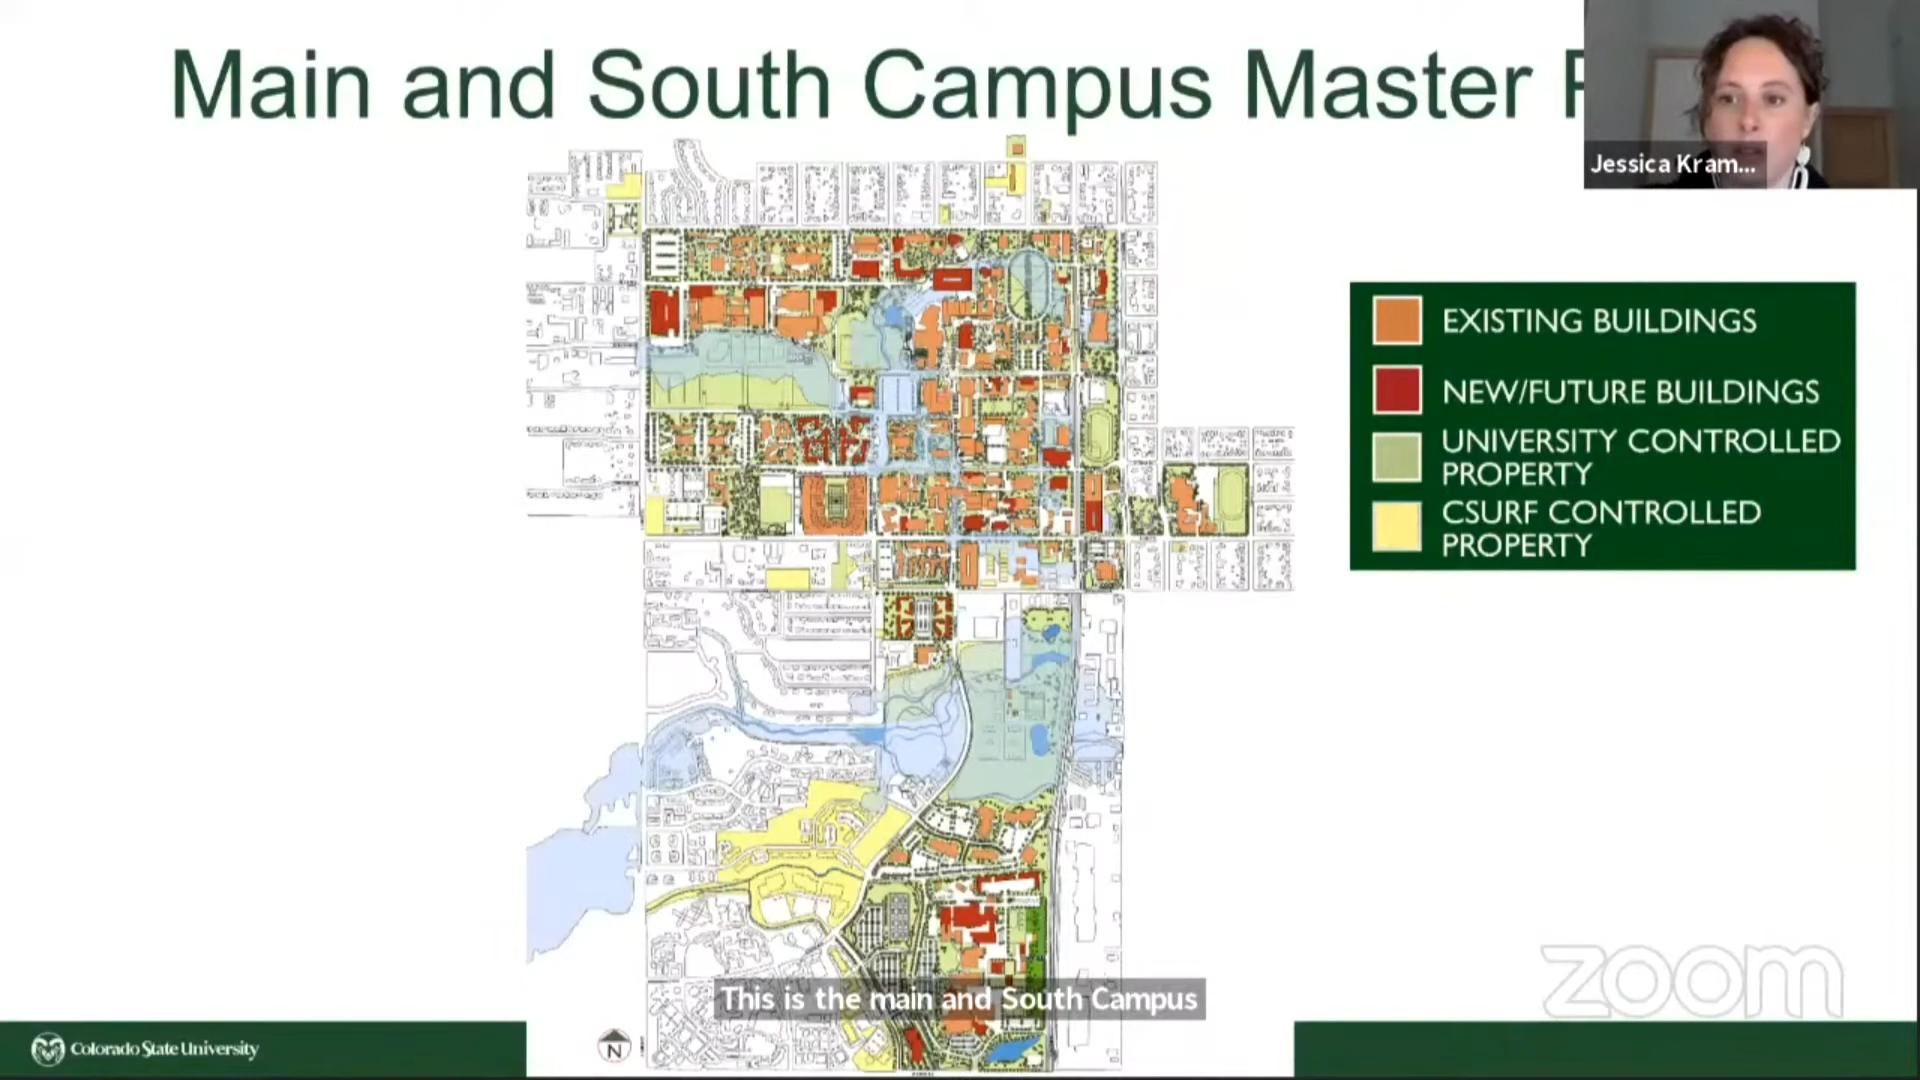 Main and South Campus Master P
Jessica Kram...
EXISTING BUILDINGS
NEW/FUTURE BUILDINGS
UNIVERSITY CONTROLLED
PROPERTY
CSURF CONTROLLED
PROPERTY
This is the main and South Campus
zoom
Colorado State University
N